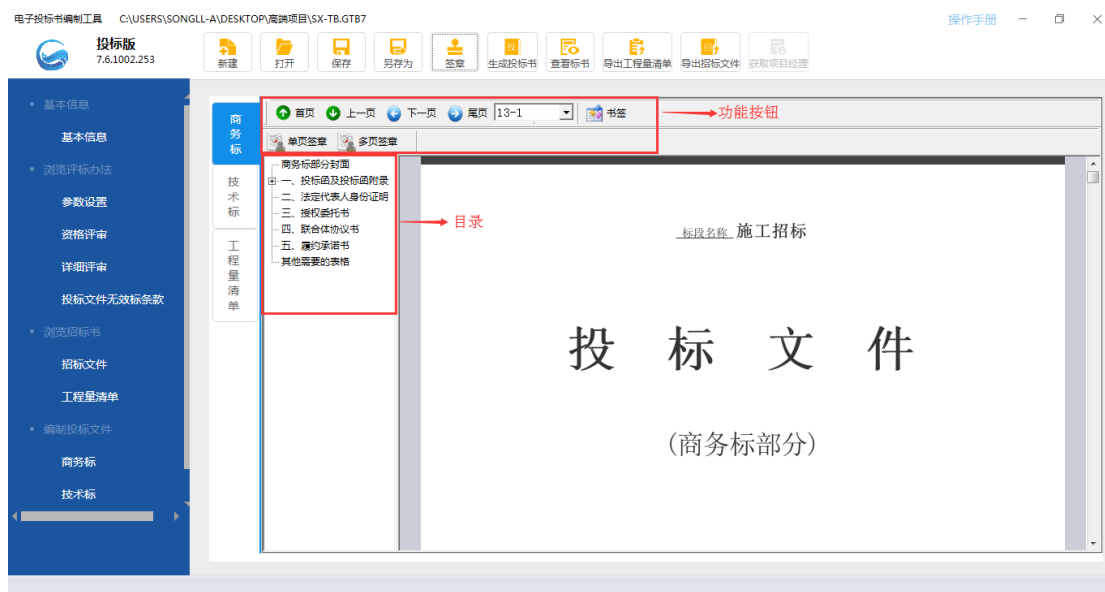 电子投标书编制工具 C:\USERS\SONGLL-A\DESKTOP\高端项目\SX-TB.GTB7 操作手册
投标版
7.6.1002.253
新建 打开 保存 另存为 签章 生成投标书 查看标书 导出工程量清单 导出招标文件 获取项目经理
基本信息
基本信息
浏览评标办法
参数设置
资格评审
详细评审
投标文件无效标条款
浏览招标书
招标文件
工程量清单
编制投标文件
商务标
技术标
商务标
技术标
工程量清单
首页 上一页 下一页 尾页 13-1 书签
功能按钮
单页签章 多页签章
商务标部分封面
一、投标函及投标函附录
二、法定代表人身份证明
三、授权委托书
四、联合体协议书
五、履约承诺书
其他需要的表格
目录
标段名称 施工招标
投 标 文 件
(商务标部分)